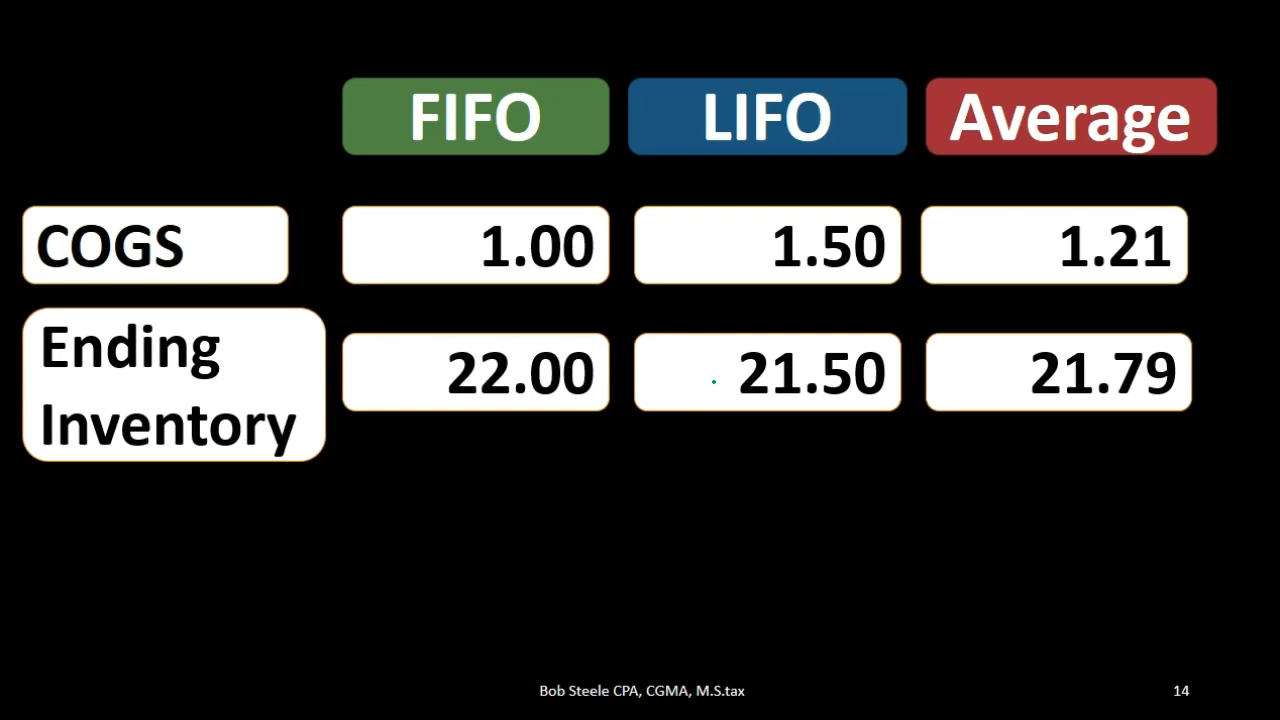 FIFO LIFO Average
COGS 1.00 1.50 1.21
Ending
Inventory
22.00 21.50 21.79
Bob Steele CPA, CGMA, M.S.tax 14